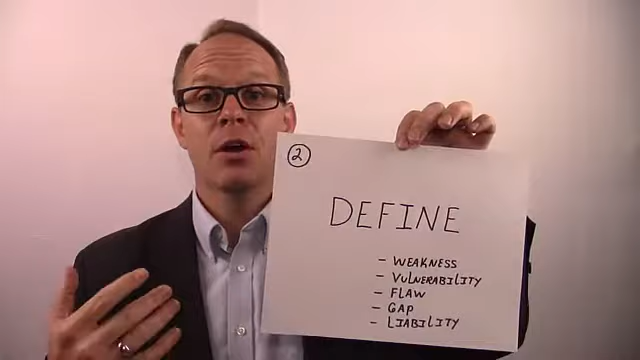 2
DEFINE
- WEAKNESS
- VULNERABILITY
- FLAW
- GAP
- LIABILITY